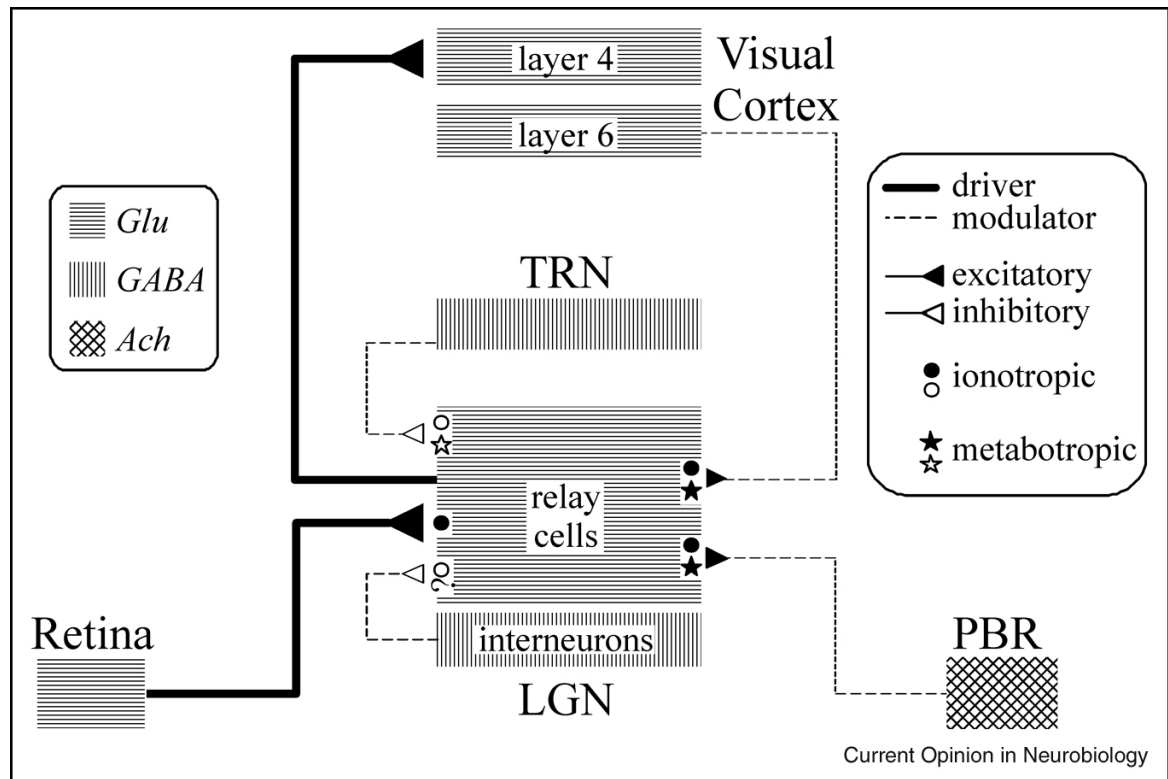 layer 4
Visual
Cortex
layer 6
Glu
GABA
Ach
driver
modulator
excitatory
inhibitory
ionotropic
metabotropic
TRN
relay
cells
?
interneurons
LGN
Retina
PBR
Current Opinion in Neurobiology